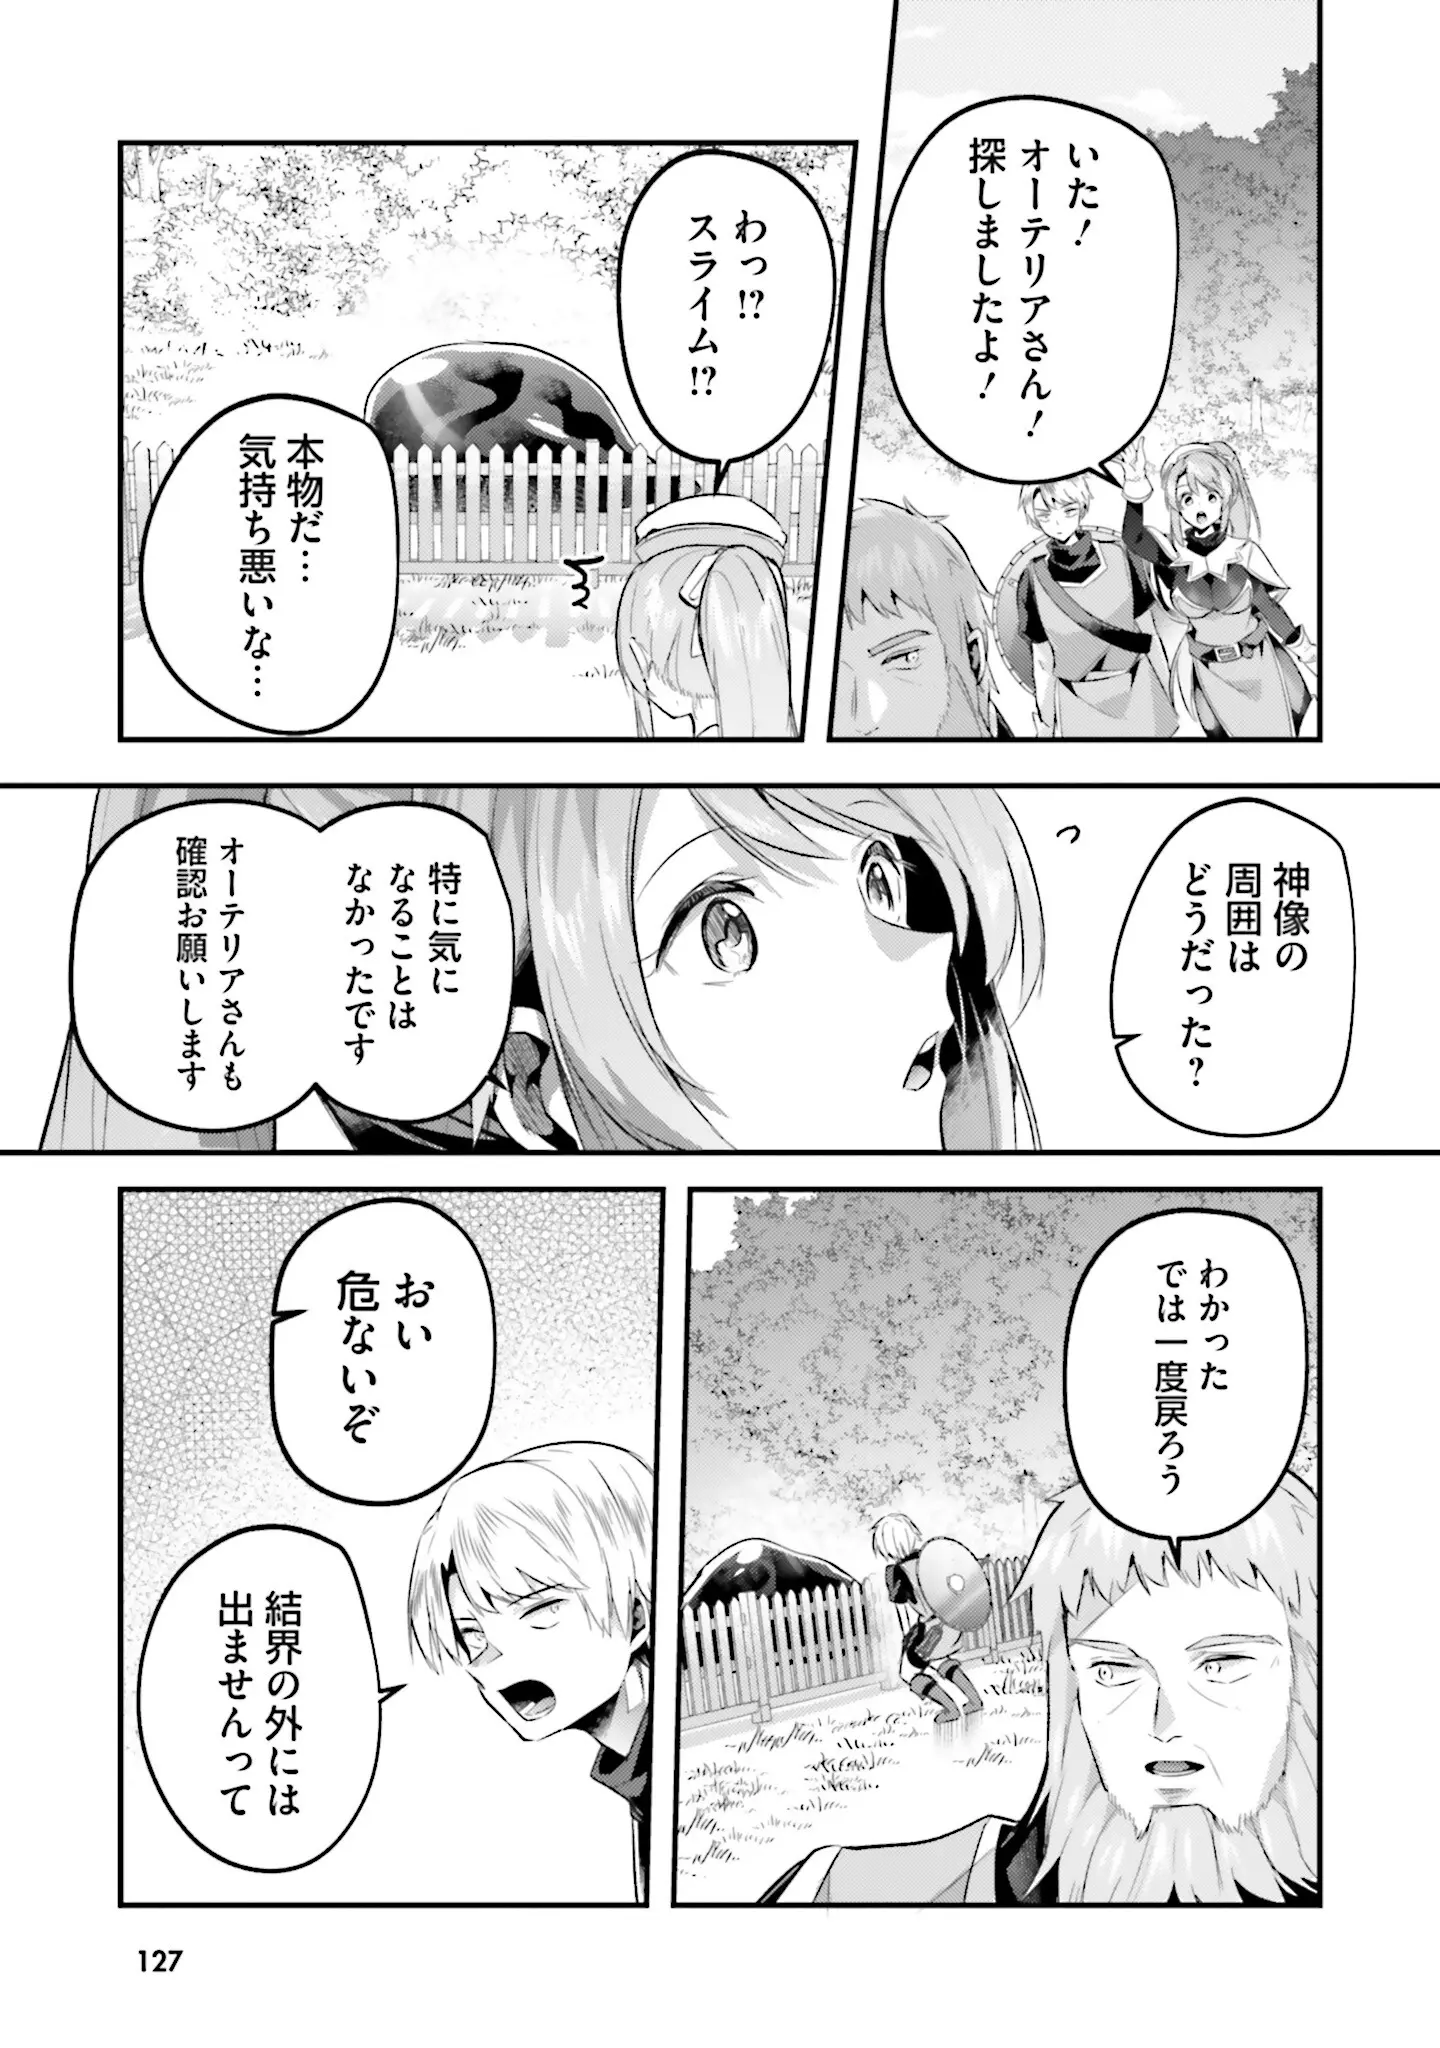 いた！
オーテリアさん！
探しましたよ！
わっ!?
スライム!?
本物だ…
気持ち悪いな…
神像の
周囲は
どうだった？
特に気に
なることは
なかったです
オーテリアさんも
確認お願いします
わかった
では一度戻ろう
おい
危ないぞ
結界の外には
出ませんって
127